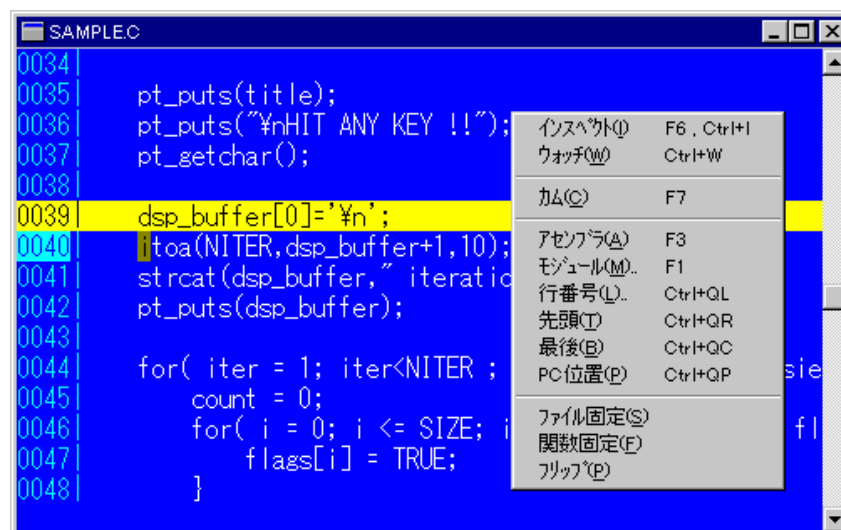 SAMPLE.C
0034
0035 pt_puts(title);
0036 pt_puts("¥nHIT ANY KEY !!");
0037 pt_getchar();
0038
0039 dsp_buffer[0]='¥n';
0040 itoa(NITER,dsp_buffer+1,10);
0041 strcat(dsp_buffer," iteratio
0042 pt_puts(dsp_buffer);
0043
0044 for( iter = 1; iter<NITER ; sie
0045 count = 0;
0046 for( i = 0; i <= SIZE; i fl
0047 flags[i] = TRUE;
0048 }
インスペクト(I) F6 , Ctrl+I
ウォッチ(W) Ctrl+W
カム(C) F7
アセンブラ(A) F3
モジュール(M).. F1
行番号(L).. Ctrl+QL
先頭(T) Ctrl+QR
最後(B) Ctrl+QC
PC位置(P) Ctrl+QP
ファイル固定(S)
関数固定(F)
フリップ(P)